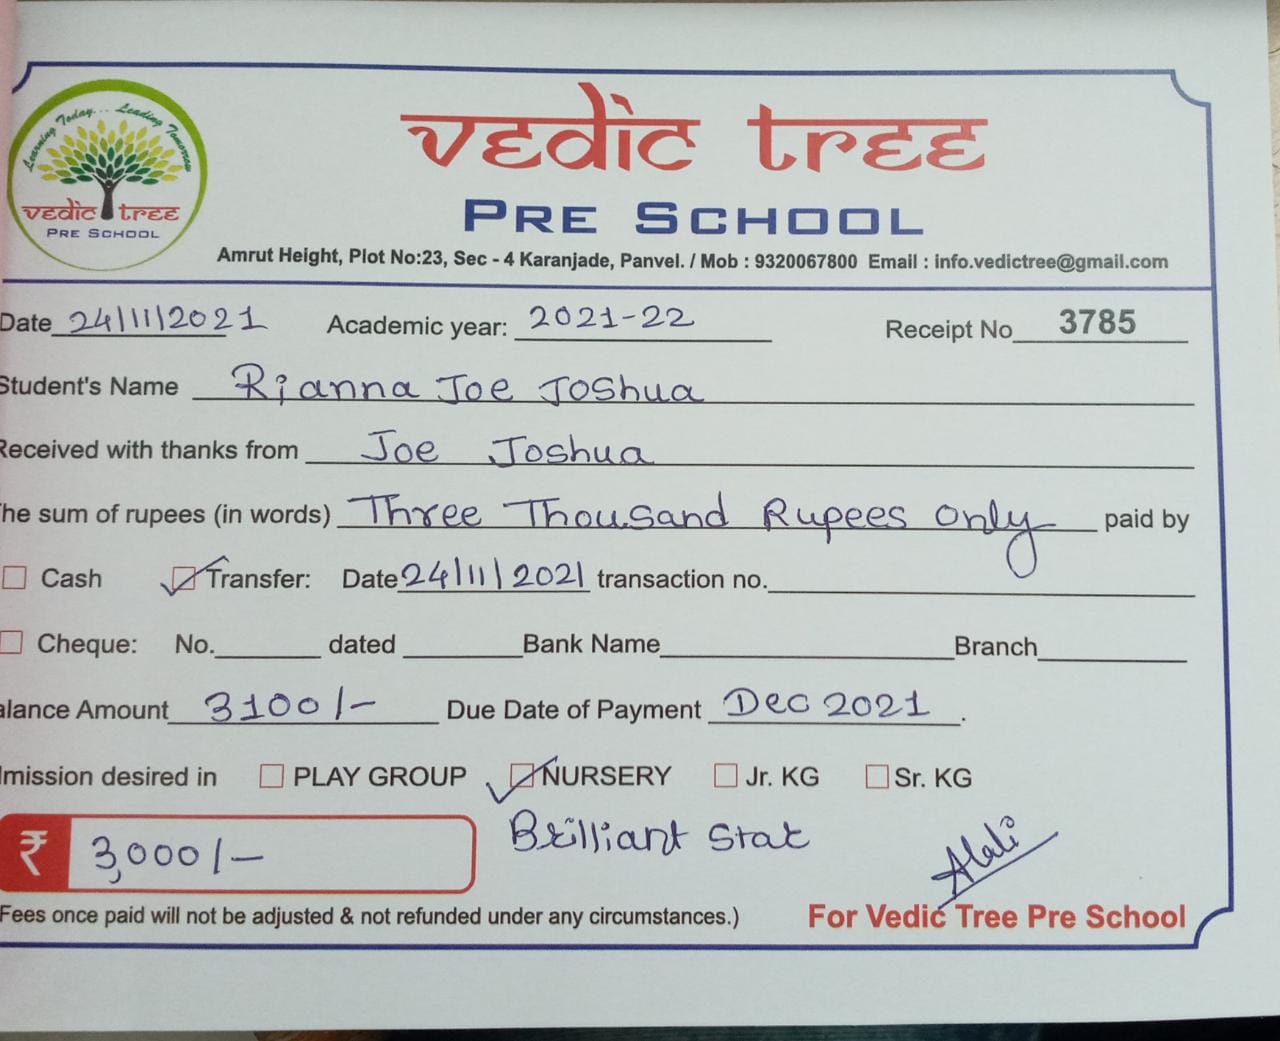 Learning Today... Leading Tomorrow
vedic tree
PRE SCHOOL
vedic tree
PRE SCHOOL
Amrut Height, Plot No:23, Sec - 4 Karanjade, Panvel. / Mob : 9320067800 Email : info.vedictree@gmail.com
Date 24/11/2021 Academic year: 2021-22 Receipt No 3785
Student's Name Rianna Joe Joshua
Received with thanks from Joe Joshua
he sum of rupees (in words) Three Thousand Rupees only paid by
Cash Transfer: Date 24/11/2021 transaction no.
Cheque: No. dated Bank Name Branch
alance Amount 3100/- Due Date of Payment Dec 2021.
mission desired in PLAY GROUP NURSERY Jr. KG Sr. KG
₹ 3,000/- Brilliant Star
Fees once paid will not be adjusted & not refunded under any circumstances.) For Vedic Tree Pre School